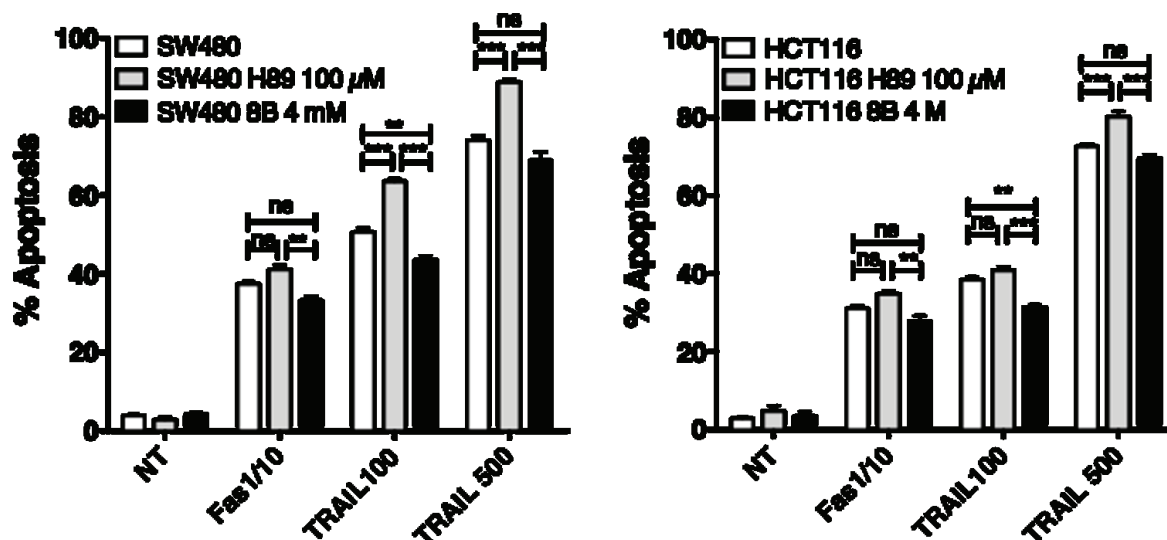 % Apoptosis
100
80
60
40
20
0
SW480
SW480 H89 100 µM
SW480 8B 4 mM
ns
*** ***
**
*** ***
ns
ns **
NT
Fas1/10
TRAIL100
TRAIL 500
% Apoptosis
100
80
60
40
20
0
HCT116
HCT116 H89 100 µM
HCT116 8B 4 M
ns
*** ***
**
ns ***
ns
ns **
NT
Fas1/10
TRAIL100
TRAIL 500